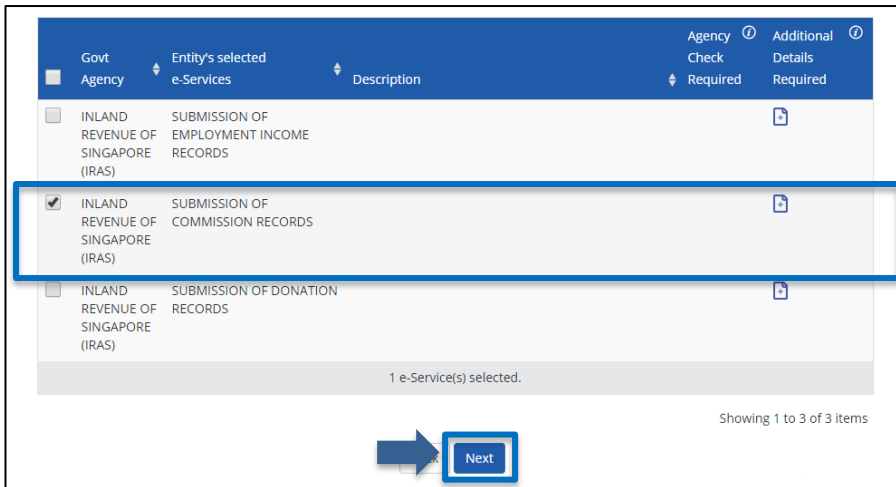 Govt Agency
Entity's selected e-Services
Description
Agency Check Required
Additional Details Required
INLAND REVENUE OF SINGAPORE (IRAS)
SUBMISSION OF EMPLOYMENT INCOME RECORDS
INLAND REVENUE OF SINGAPORE (IRAS)
SUBMISSION OF COMMISSION RECORDS
INLAND REVENUE OF SINGAPORE (IRAS)
SUBMISSION OF DONATION RECORDS
1 e-Service(s) selected.
Showing 1 to 3 of 3 items
Next